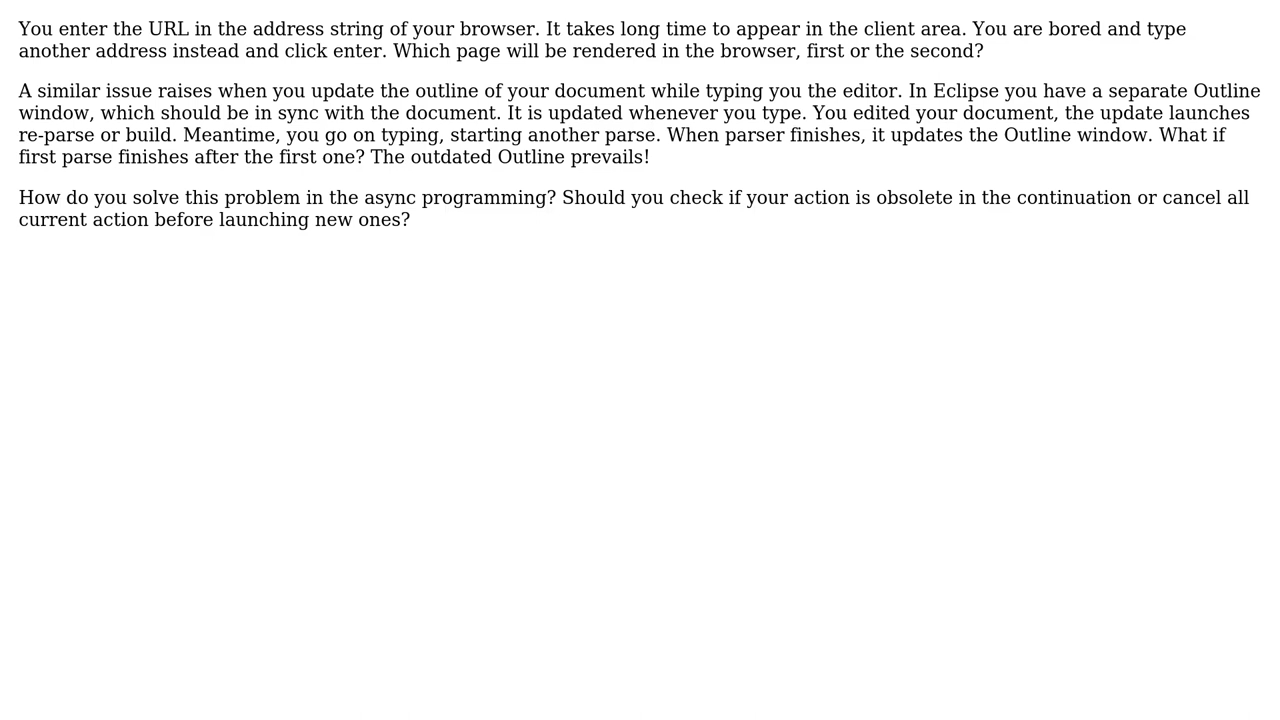 You enter the URL in the address string of your browser. It takes long time to appear in the client area. You are bored and type
another address instead and click enter. Which page will be rendered in the browser, first or the second?
A similar issue raises when you update the outline of your document while typing you the editor. In Eclipse you have a separate Outline
window, which should be in sync with the document. It is updated whenever you type. You edited your document, the update launches
re-parse or build. Meantime, you go on typing, starting another parse. When parser finishes, it updates the Outline window. What if
first parse finishes after the first one? The outdated Outline prevails!
How do you solve this problem in the async programming? Should you check if your action is obsolete in the continuation or cancel all
current action before launching new ones?